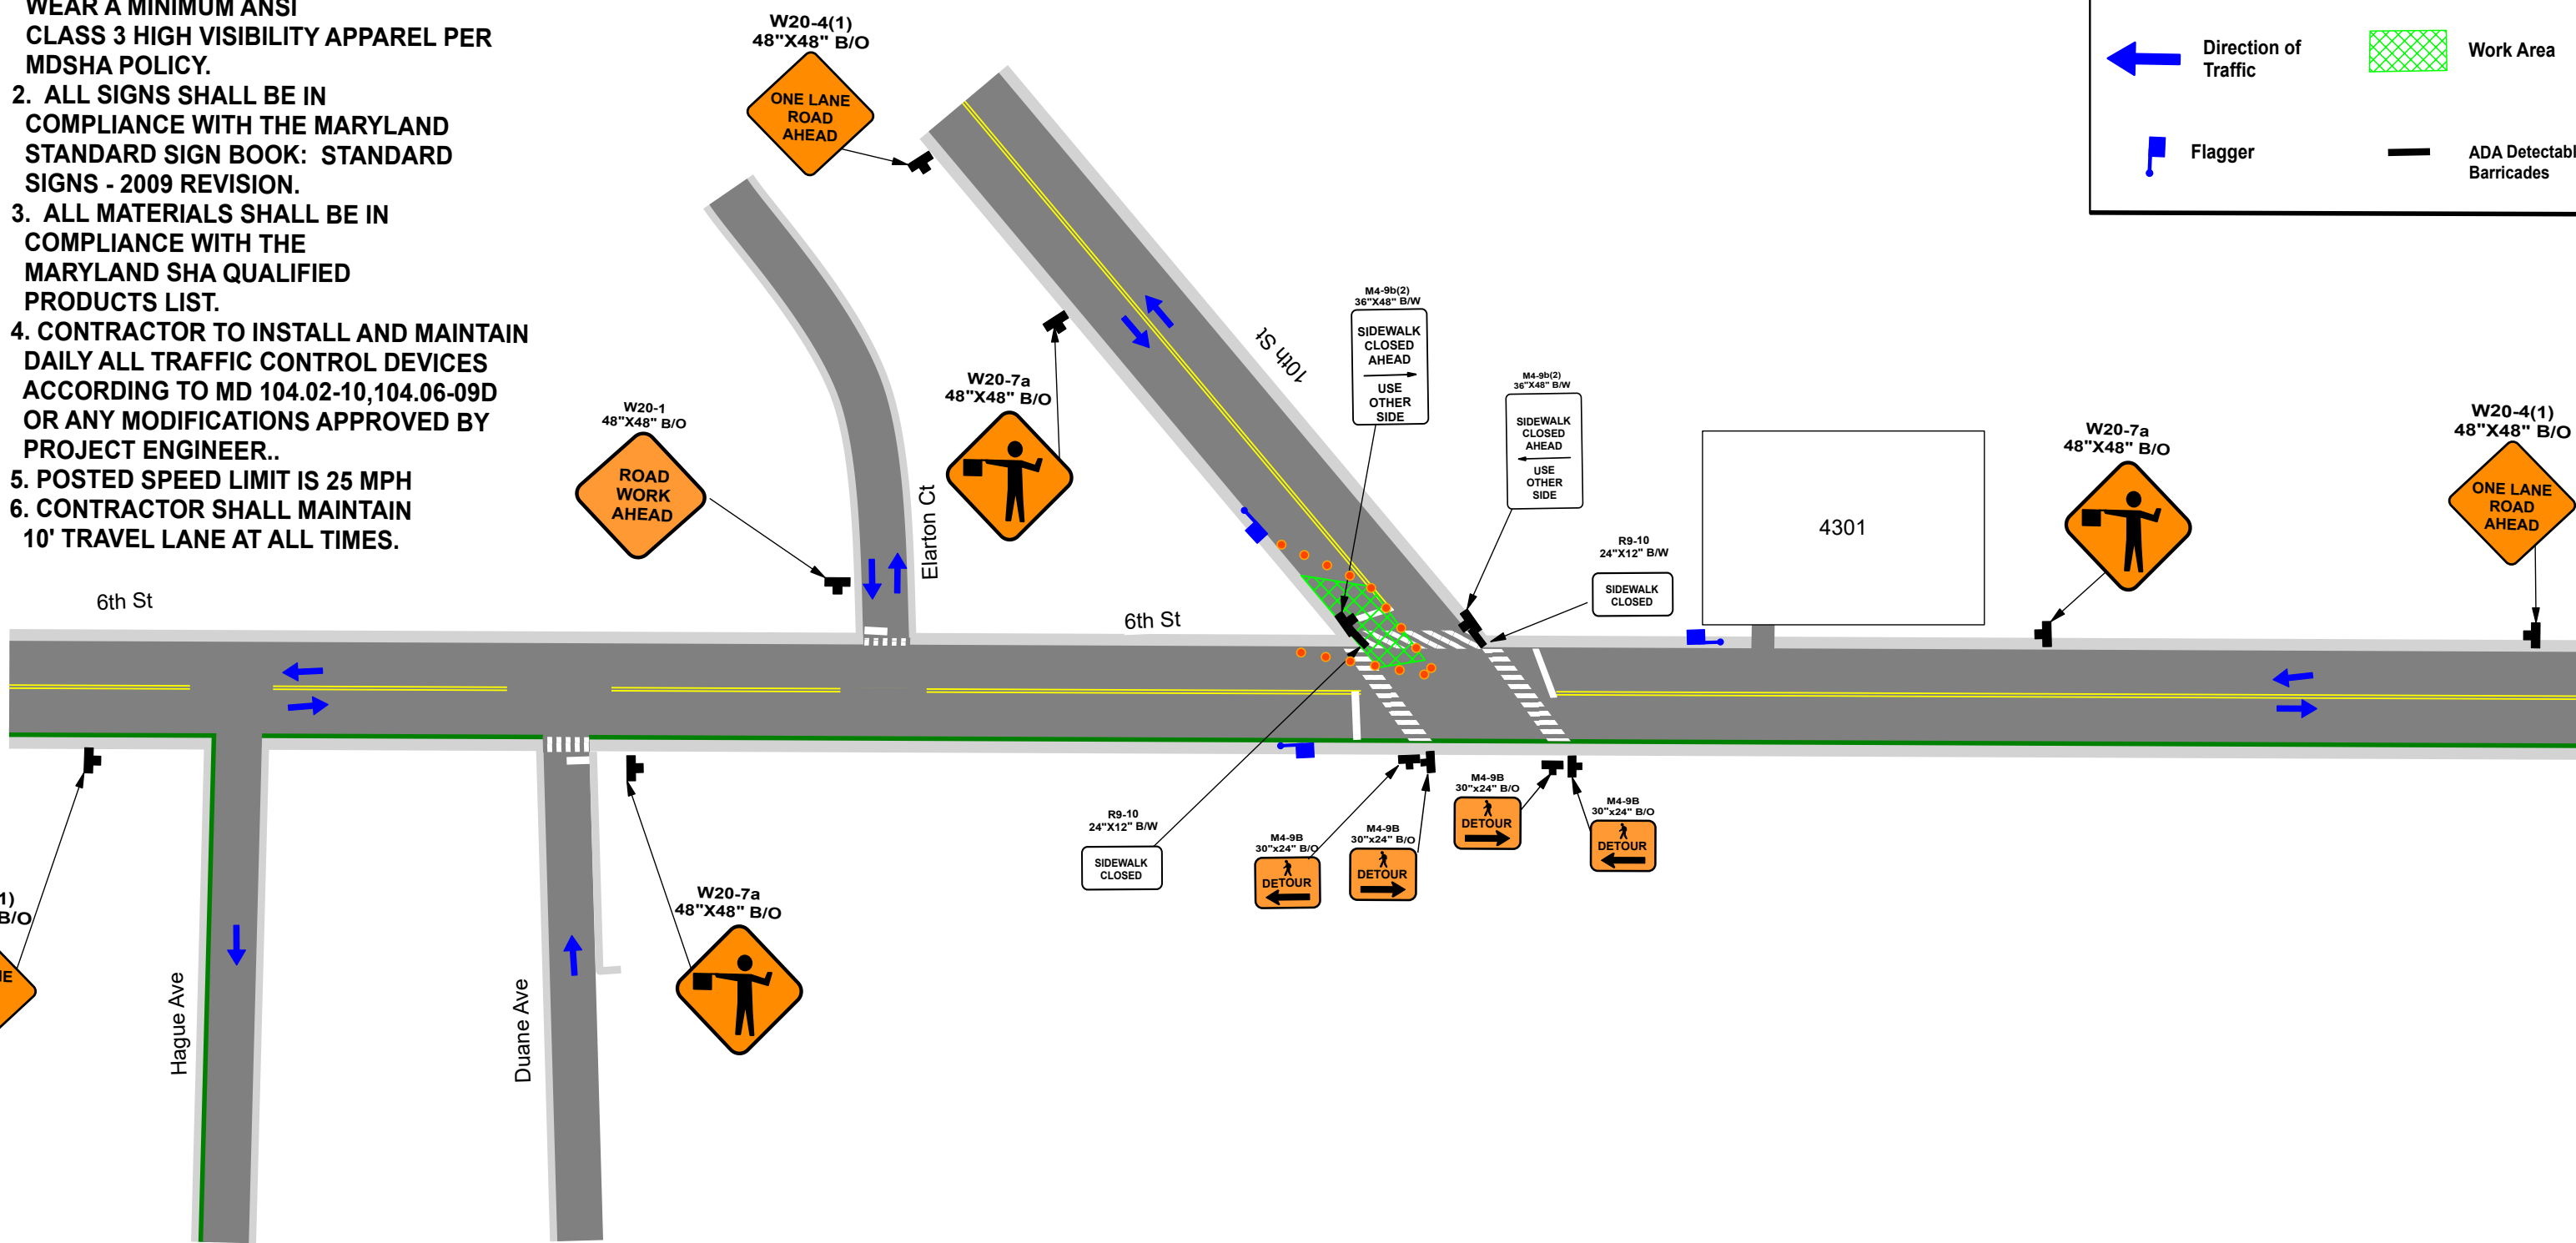 WEAR A MINIMUM ANSI
CLASS 3 HIGH VISIBILITY APPAREL PER
MDSHA POLICY.
2. ALL SIGNS SHALL BE IN
COMPLIANCE WITH THE MARYLAND
STANDARD SIGN BOOK: STANDARD
SIGNS - 2009 REVISION.
3. ALL MATERIALS SHALL BE IN
COMPLIANCE WITH THE
MARYLAND SHA QUALIFIED
PRODUCTS LIST.
4. CONTRACTOR TO INSTALL AND MAINTAIN
DAILY ALL TRAFFIC CONTROL DEVICES
ACCORDING TO MD 104.02-10,104.06-09D
OR ANY MODIFICATIONS APPROVED BY
PROJECT ENGINEER..
5. POSTED SPEED LIMIT IS 25 MPH
6. CONTRACTOR SHALL MAINTAIN
10' TRAVEL LANE AT ALL TIMES.
W20-4(1)
48"X48" B/O
ONE LANE
ROAD
AHEAD
Direction of
Traffic
Work Area
Flagger
ADA Detectabl
Barricades
10th St
M4-9b(2)
36"X48" B/W
SIDEWALK
CLOSED
AHEAD
USE
OTHER
SIDE
M4-9b(2)
36"X48" B/W
SIDEWALK
CLOSED
AHEAD
USE
OTHER
SIDE
W20-7a
48"X48" B/O
W20-1
48"X48" B/O
ROAD
WORK
AHEAD
Elarton Ct
R9-10
24"X12" B/W
SIDEWALK
CLOSED
4301
W20-7a
48"X48" B/O
W20-4(1)
48"X48" B/O
ONE LANE
ROAD
AHEAD
6th St
6th St
R9-10
24"X12" B/W
SIDEWALK
CLOSED
M4-9B
30"x24" B/O
DETOUR
M4-9B
30"x24" B/O
DETOUR
M4-9B
30"x24" B/O
DETOUR
M4-9B
30"x24" B/O
DETOUR
1)
B/O
NE
Hague Ave
Duane Ave
W20-7a
48"X48" B/O